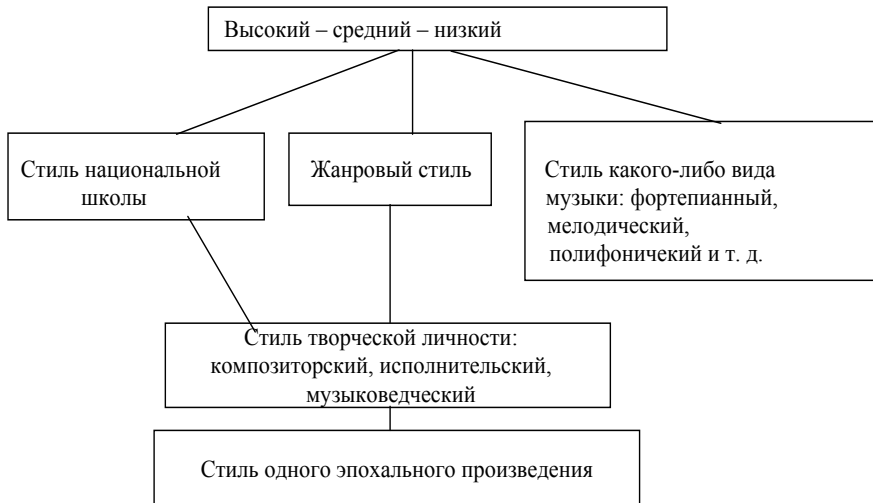 Высокий – средний – низкий
Стиль национальной
школы
Жанровый стиль
Стиль какого-либо вида
музыки: фортепианный,
мелодический,
полифоничекий и т. д.
Стиль творческой личности:
композиторский, исполнительский,
музыковедческий
Стиль одного эпохального произведения